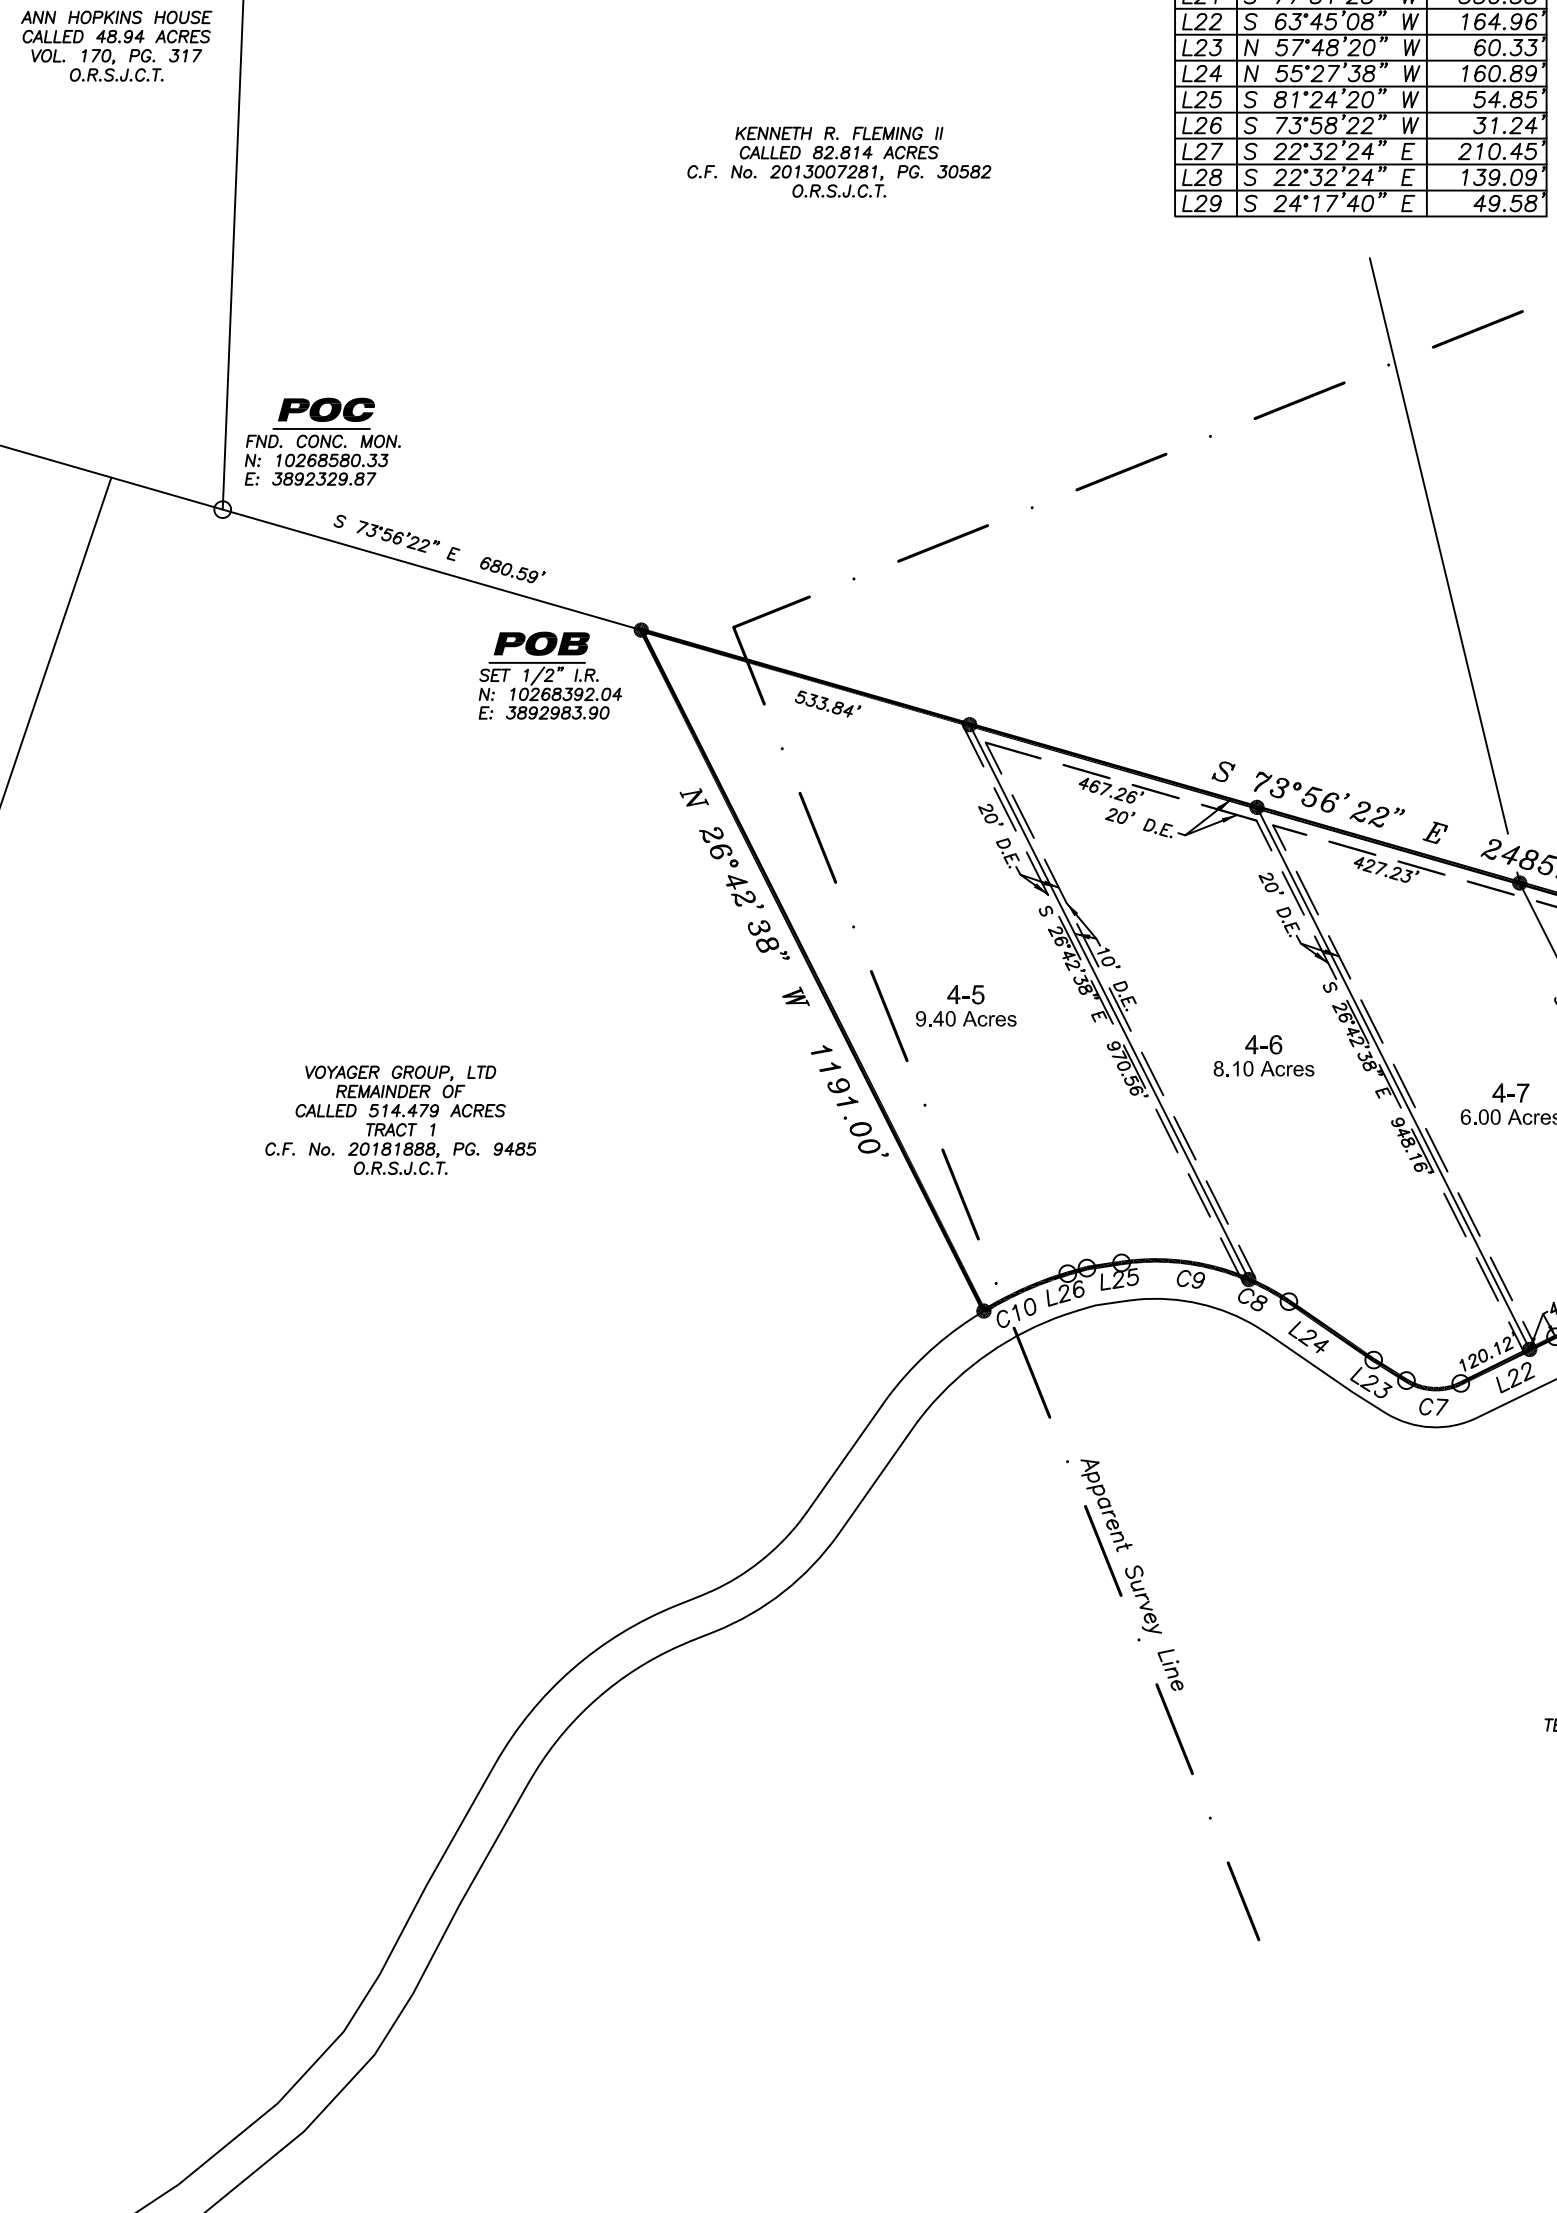 ANN HOPKINS HOUSE
CALLED 48.94 ACRES
VOL. 170, PG. 317
O.R.S.J.C.T.
L22 S 63°45'08" W 164.96'
L23 N 57°48'20" W 60.33'
L24 N 55°27'38" W 160.89'
L25 S 81°24'20" W 54.85'
L26 S 73°58'22" W 31.24'
L27 S 22°32'24" E 210.45'
L28 S 22°32'24" E 139.09'
L29 S 24°17'40" E 49.58'
KENNETH R. FLEMING II
CALLED 82.814 ACRES
C.F. No. 2013007281, PG. 30582
O.R.S.J.C.T.
POC
FND. CONC. MON.
N: 10268580.33
E: 3892329.87
S 73°56'22" E 680.59'
POB
SET 1/2" I.R.
N: 10268392.04
E: 3892983.90
533.84'
467.26'
20' D.E.
S 73°56'22" E 2485.
427.23'
20' D.E.
20' D.E.
N 26°42'38" W 1191.00'
S 26°42'38" E 970.56'
10' D.E.
S 26°42'38" E 948.16'
4-5
9.40 Acres
4-6
8.10 Acres
4-7
6.00 Acres
VOYAGER GROUP, LTD
REMAINDER OF
CALLED 514.479 ACRES
TRACT 1
C.F. No. 20181888, PG. 9485
O.R.S.J.C.T.
C10
L26
L25
C9
C8
L24
L23
C7
120.12'
L22
Apparent Survey Line